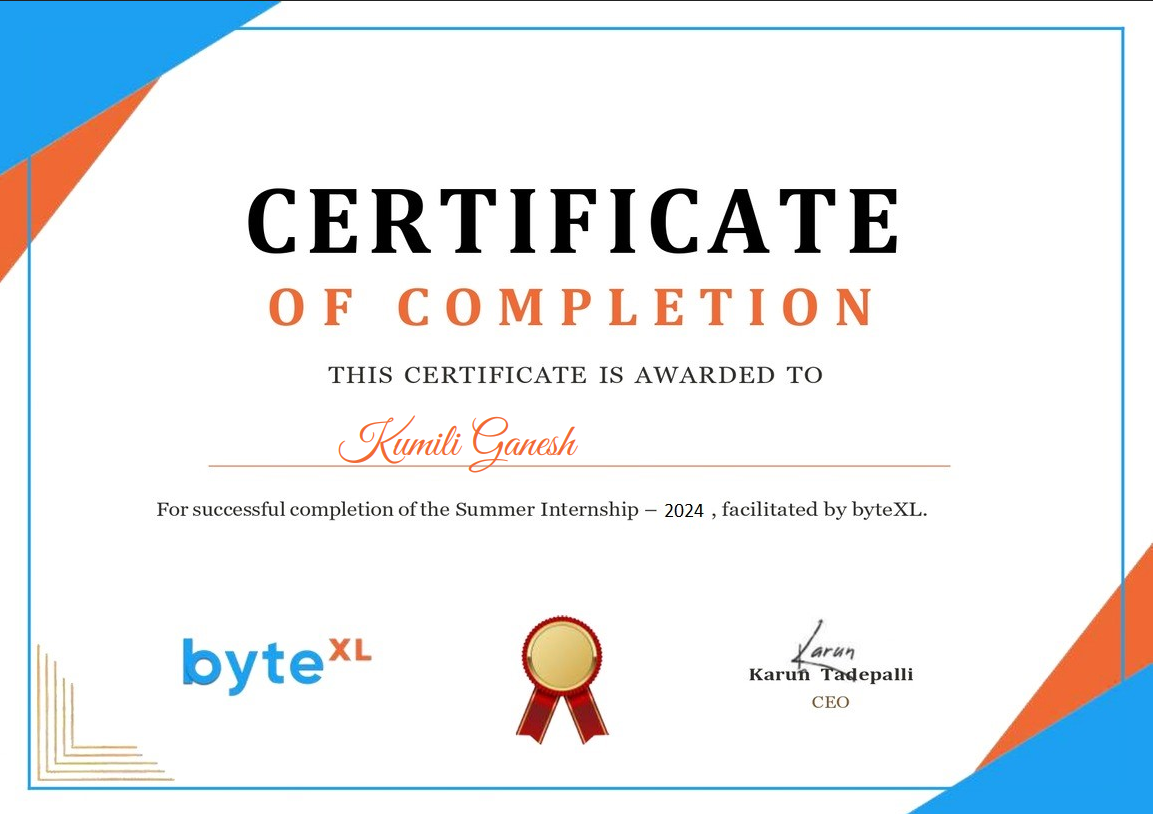 CERTIFICATE
OF COMPLETION
THIS CERTIFICATE IS AWARDED TO
Kumili Ganesh
For successful completion of the Summer Internship – 2024 , facilitated by byteXL.
byteXL
Karun
Karun Tadepalli
CEO